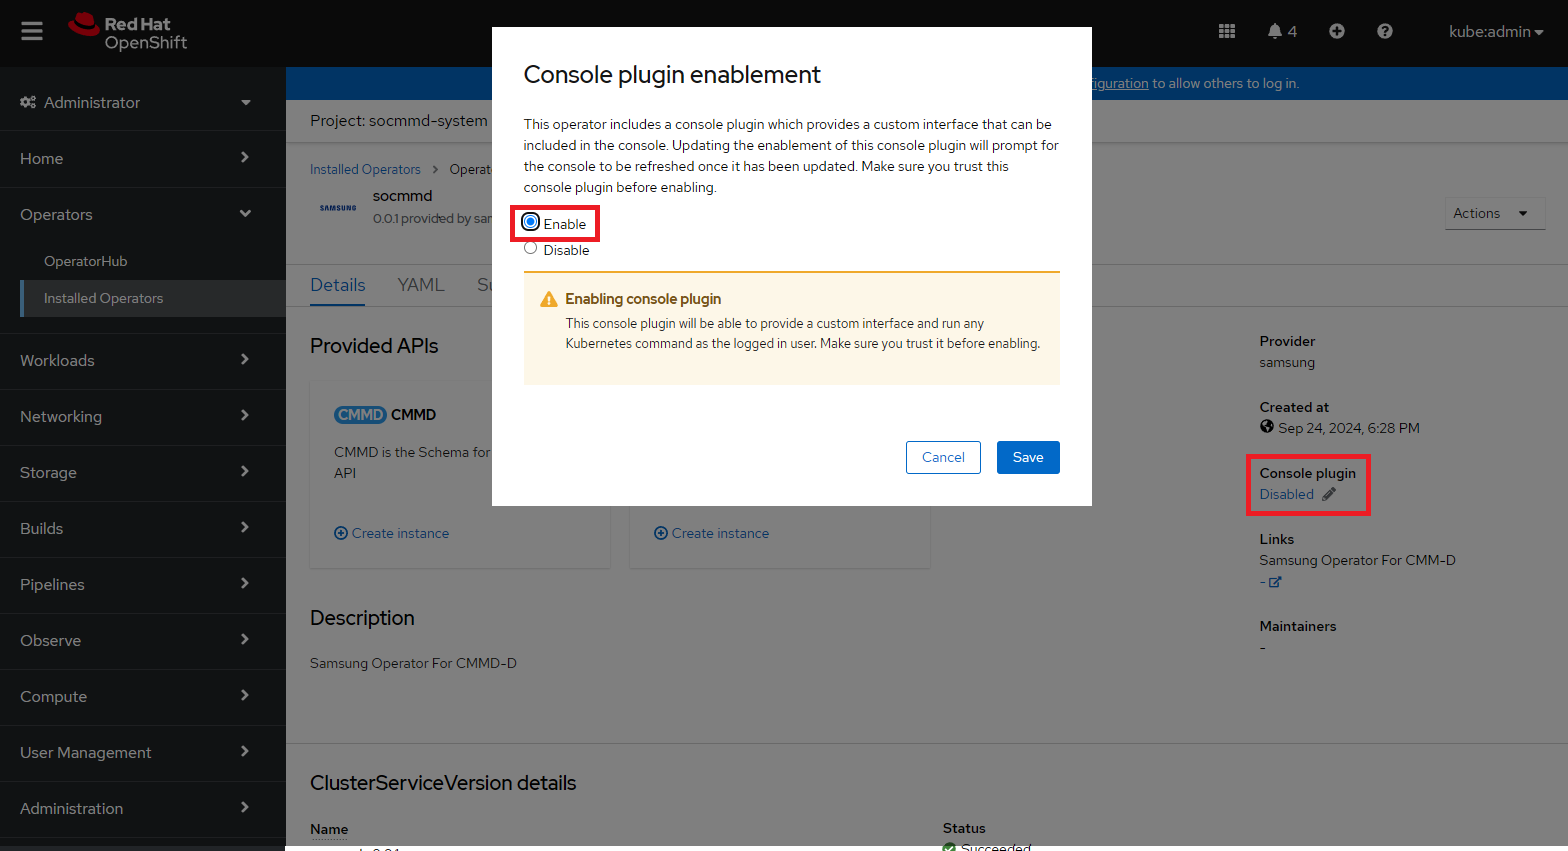 Red Hat
OpenShift
4
kube:admin
Administrator
Home
Operators
OperatorHub
Installed Operators
Workloads
Networking
Storage
Builds
Pipelines
Observe
Compute
User Management
Administration
figuration to allow others to log in.
Project: socmmd-system
Installed Operators
SAMSUNG
socmmd
0.0.1 provided by
Actions
Details
YAML
Provided APIs
CMMD CMMD
CMMD is the Schema for
API
Create instance
Create instance
Description
Samsung Operator For CMMD-D
Provider
samsung
Created at
Sep 24, 2024, 6:28 PM
Console plugin
Disabled
Links
Samsung Operator For CMM-D
-
Maintainers
-
ClusterServiceVersion details
Name
Status
Succeeded
Console plugin enablement
This operator includes a console plugin which provides a custom interface that can be
included in the console. Updating the enablement of this console plugin will prompt for
the console to be refreshed once it has been updated. Make sure you trust this
console plugin before enabling.
Enable
Disable
Enabling console plugin
This console plugin will be able to provide a custom interface and run any
Kubernetes command as the logged in user. Make sure you trust it before enabling.
Cancel
Save